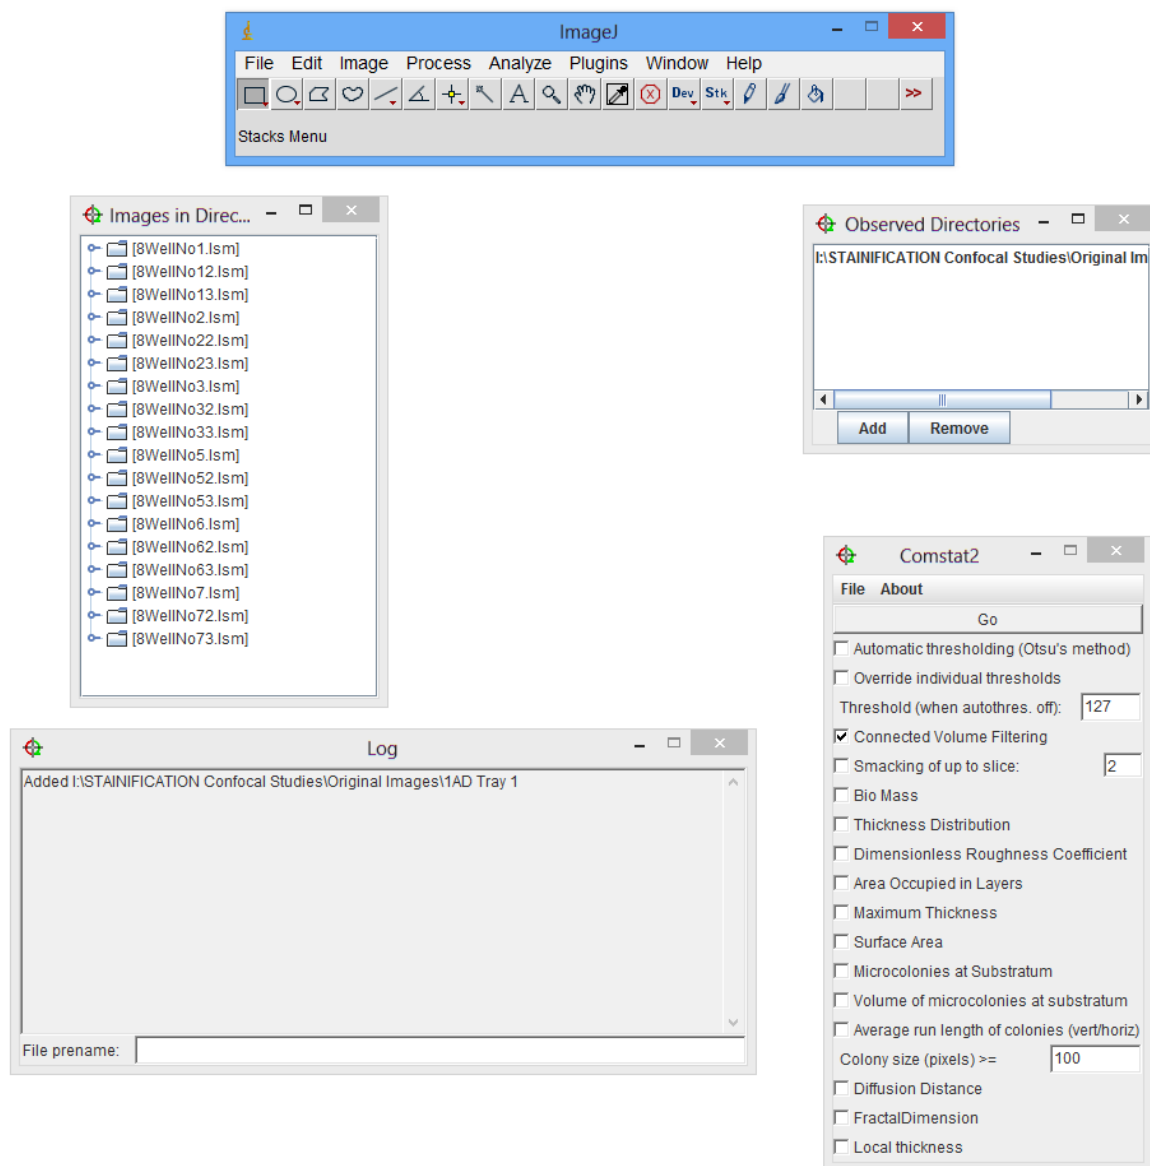 ImageJ
File Edit Image Process Analyze Plugins Window Help
A Dev Stk >>
Stacks Menu
Images in Direc...
[8WellNo1.lsm]
[8WellNo12.lsm]
[8WellNo13.lsm]
[8WellNo2.lsm]
[8WellNo22.lsm]
[8WellNo23.lsm]
[8WellNo3.lsm]
[8WellNo32.lsm]
[8WellNo33.lsm]
[8WellNo5.lsm]
[8WellNo52.lsm]
[8WellNo53.lsm]
[8WellNo6.lsm]
[8WellNo62.lsm]
[8WellNo63.lsm]
[8WellNo7.lsm]
[8WellNo72.lsm]
[8WellNo73.lsm]
Observed Directories
I:\STAINIFICATION Confocal Studies\Original Im
Add Remove
Log
Added I:\STAINIFICATION Confocal Studies\Original Images\1AD Tray 1
File prename:
Comstat2
File About
Go
Automatic thresholding (Otsu's method)
Override individual thresholds
Threshold (when autothres. off): 127
Connected Volume Filtering
Smacking of up to slice: 2
Bio Mass
Thickness Distribution
Dimensionless Roughness Coefficient
Area Occupied in Layers
Maximum Thickness
Surface Area
Microcolonies at Substratum
Volume of microcolonies at substratum
Average run length of colonies (vert/horiz)
Colony size (pixels) >= 100
Diffusion Distance
FractalDimension
Local thickness